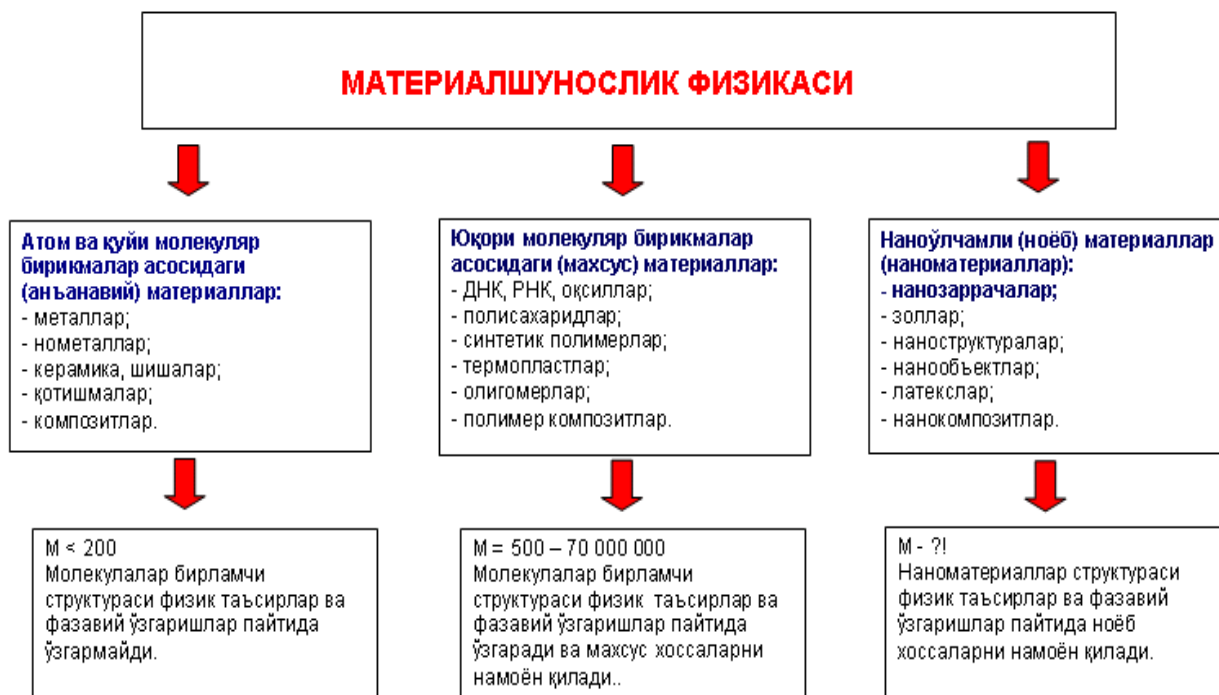 МАТЕРИАЛШУНОСЛИК ФИЗИКАСИ
Атом ва қуйи молекуляр
бирикмалар асосидаги
(анъанавий) материаллар:
- металлар;
- нометаллар;
- керамика, шишалар;
- қотишмалар;
- композитлар.
Юқори молекуляр бирикмалар
асосидаги (махсус) материаллар:
- ДНК, РНК, оқсиллар;
- полисахаридлар;
- синтетик полимерлар;
- термопластлар;
- олигомерлар;
- полимер композитлар.
Наноўлчамли (ноёб) материаллар
(наноматериаллар):
- нанозаррачалар;
- золлар;
- наноструктуралар;
- нанообъектлар;
- латекслар;
- нанокомпозитлар.
М < 200
Молекулалар бирламчи
структураси физик таъсирлар ва
фазавий ўзгаришлар пайтида
ўзгармайди.
М = 500 – 70 000 000
Молекулалар бирламчи
структураси физик таъсирлар ва
фазавий ўзгаришлар пайтида
ўзгаради ва махсус хоссаларни
намоён қилади..
М - ?!
Наноматериаллар структураси
физик таъсирлар ва фазавий
ўзгаришлар пайтида ноёб
хоссаларни намоён қилади.